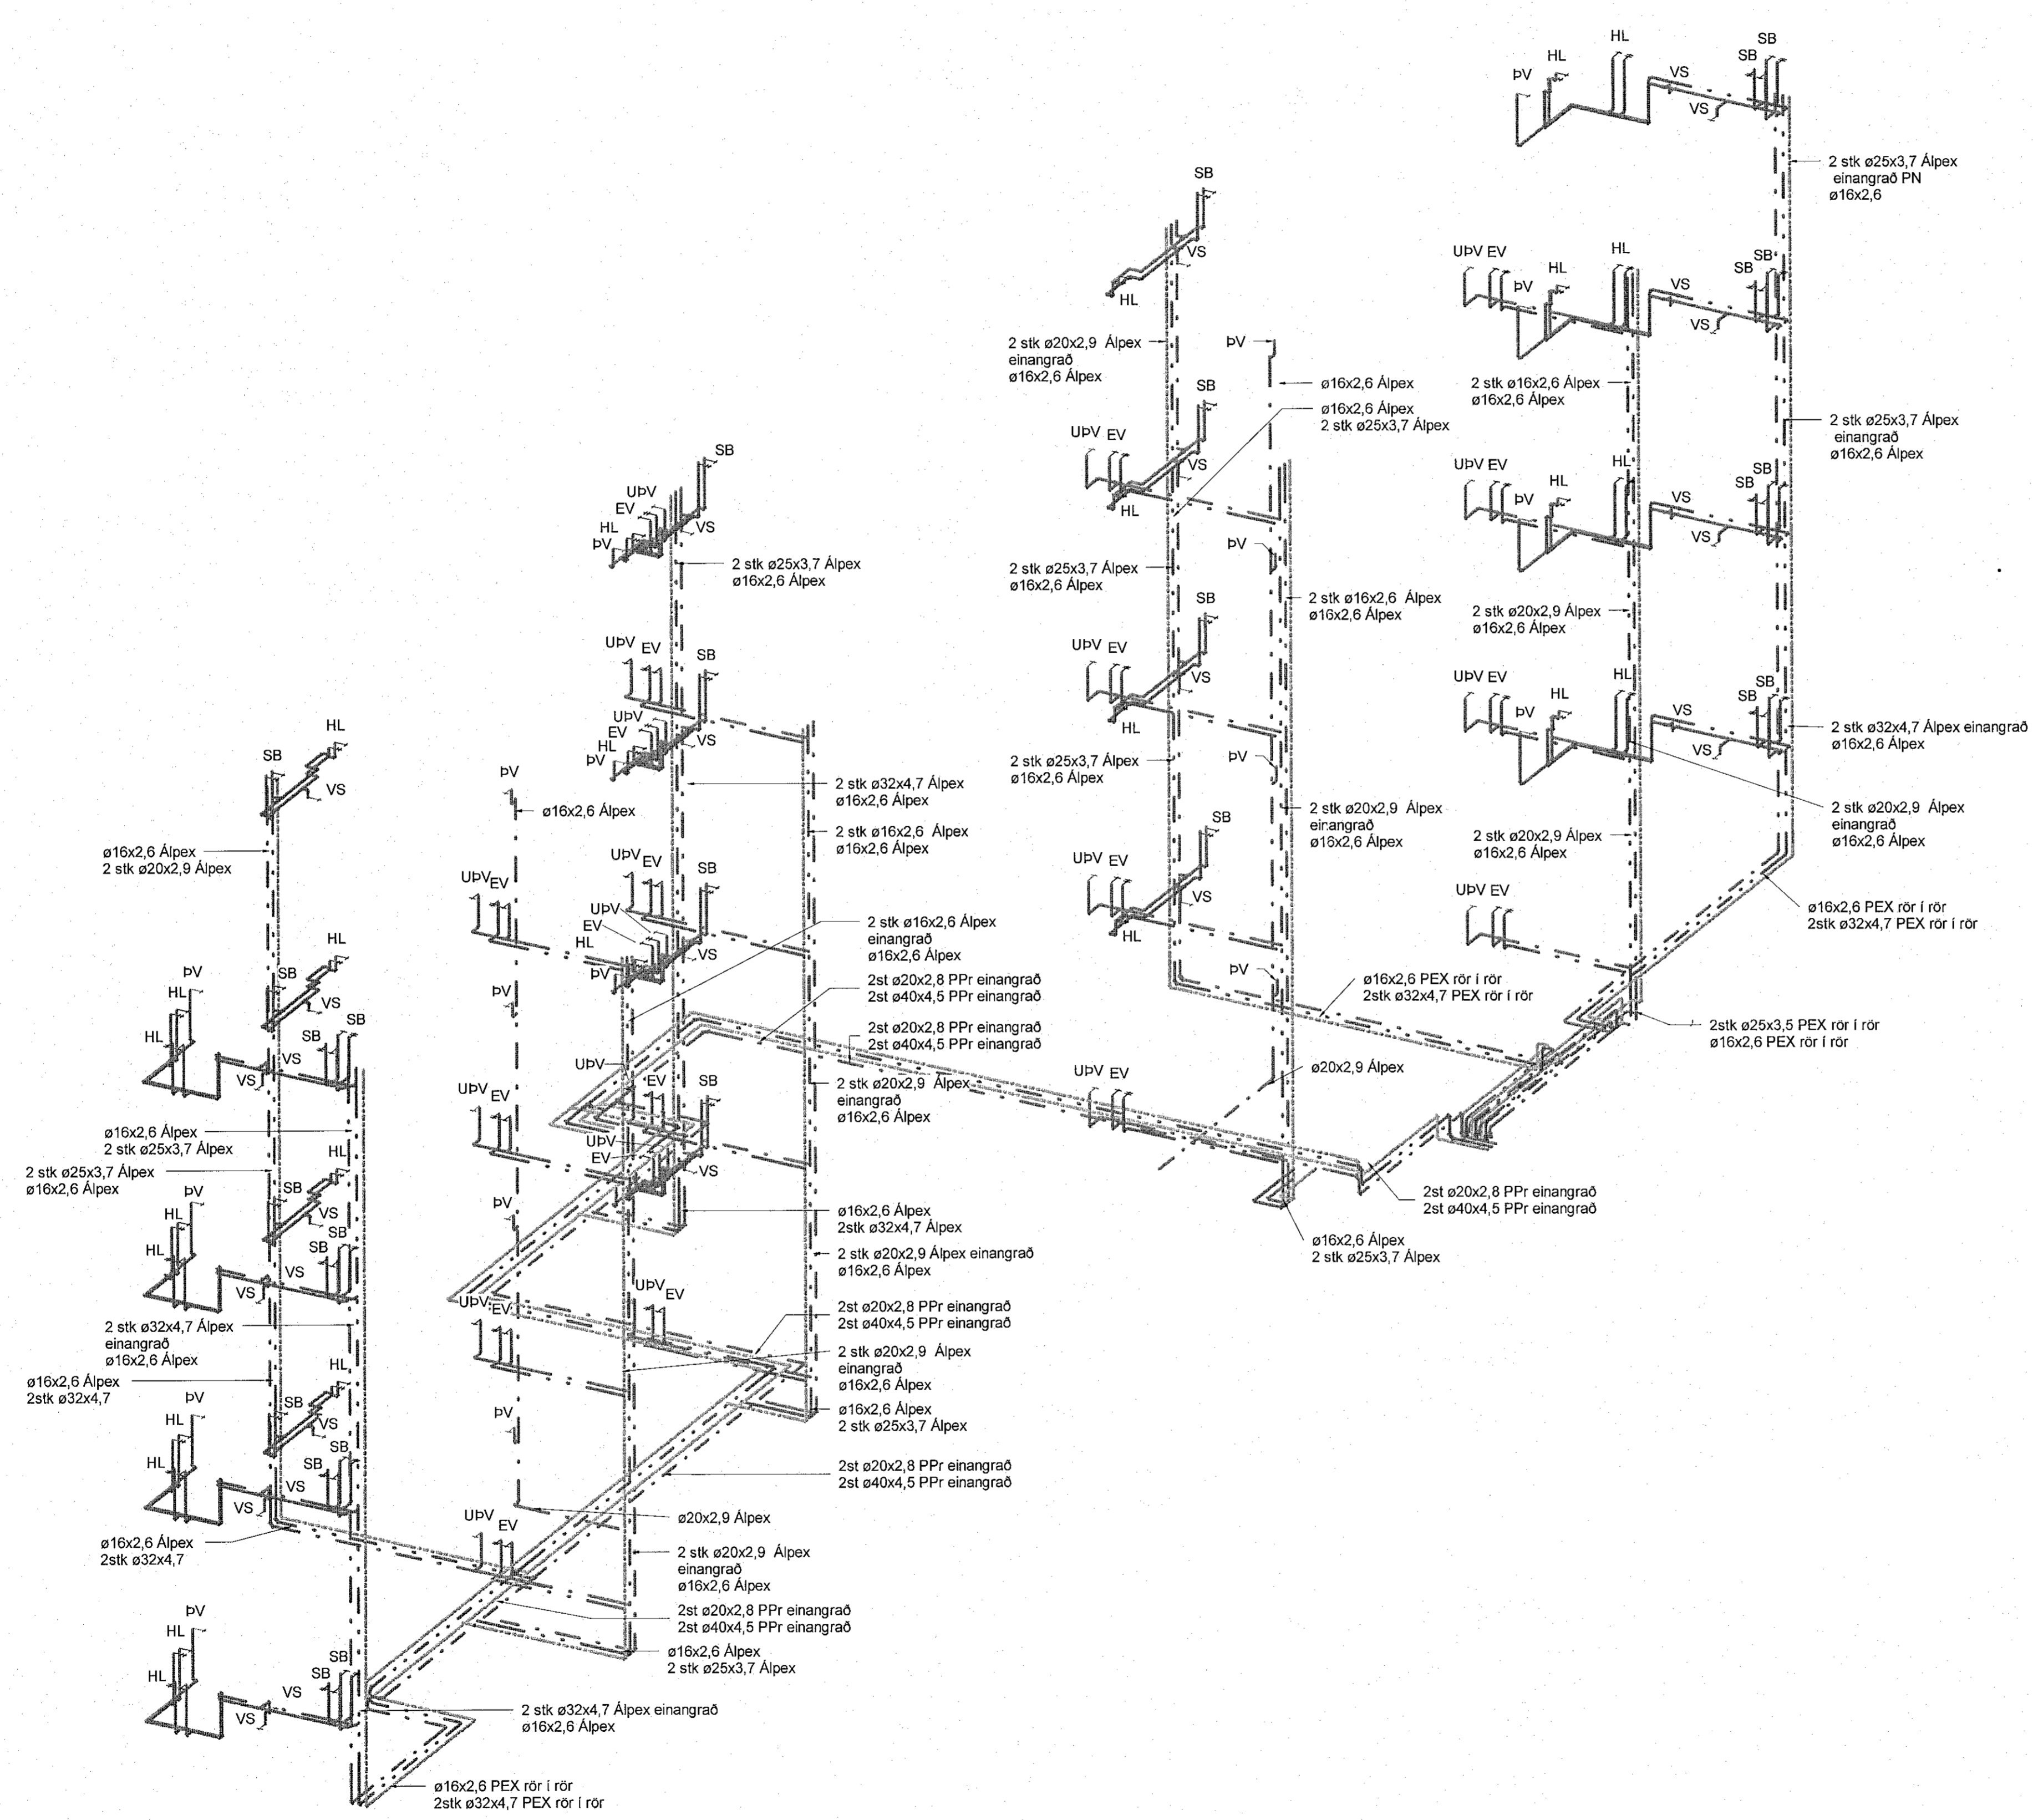 SB
HL
HL
SB
ÞV
VS
VS
2 stk ø25x3,7 Álpex
einangrað PN
ø16x2,6
SB
VS
HL
UÞV EV
HL
HL
ÞV
VS
VS
SB
SB
2 stk ø20x2,9 Álpex
einangrað
ø16x2,6 Álpex
ÞV
ø16x2,6 Álpex
ø16x2,6 Álpex
2 stk ø25x3,7 Álpex
2 stk ø16x2,6 Álpex
ø16x2,6 Álpex
2 stk ø25x3,7 Álpex
einangrað
ø16x2,6 Álpex
SB
UÞV EV
VS
HL
SB
UÞV
EV
HL
ÞV
VS
2 stk ø25x3,7 Álpex
ø16x2,6 Álpex
2 stk ø25x3,7 Álpex
ø16x2,6 Álpex
ÞV
2 stk ø16x2,6 Álpex
ø16x2,6 Álpex
UÞV EV
HL
HL
ÞV
VS
VS
SB
SB
2 stk ø20x2,9 Álpex
ø16x2,6 Álpex
SB
UÞV EV
VS
HL
UÞV EV
SB
UÞV
EV
HL
ÞV
VS
2 stk ø32x4,7 Álpex
ø16x2,6 Álpex
2 stk ø16x2,6 Álpex
ø16x2,6 Álpex
2 stk ø25x3,7 Álpex
ø16x2,6 Álpex
ÞV
2 stk ø20x2,9 Álpex
einangrað
ø16x2,6 Álpex
UÞV EV
HL
HL
ÞV
VS
VS
SB
SB
2 stk ø32x4,7 Álpex einangrað
ø16x2,6 Álpex
2 stk ø20x2,9 Álpex
einangrað
ø16x2,6 Álpex
2 stk ø20x2,9 Álpex
ø16x2,6 Álpex
HL
SB
VS
ø16x2,6 Álpex
2 stk ø20x2,9 Álpex
ÞV
ø16x2,6 Álpex
UÞV EV
UÞV
EV
SB
UÞV
EV
HL
ÞV
VS
2 stk ø16x2,6 Álpex
einangrað
ø16x2,6 Álpex
2st ø20x2,8 PPr einangrað
2st ø40x4,5 PPr einangrað
2st ø20x2,8 PPr einangrað
2st ø40x4,5 PPr einangrað
SB
UÞV EV
VS
HL
ÞV
ø16x2,6 PEX rör í rör
2stk ø32x4,7 PEX rör í rör
UÞV EV
ø16x2,6 PEX rör í rör
2stk ø32x4,7 PEX rör í rör
2stk ø25x3,5 PEX rör í rör
ø16x2,6 PEX rör í rör
ø20x2,9 Álpex
UÞV EV
HL
SB
VS
ÞV
HL
HL
VS
VS
SB
SB
ø16x2,6 Álpex
2 stk ø25x3,7 Álpex
2 stk ø25x3,7 Álpex
ø16x2,6 Álpex
ÞV
UÞV
EV
UÞV
EV
SB
UÞV
EV
VS
2 stk ø20x2,9 Álpex
einangrað
ø16x2,6 Álpex
2st ø20x2,8 PPr einangrað
2st ø40x4,5 PPr einangrað
ø16x2,6 Álpex
2 stk ø25x3,7 Álpex
ø16x2,6 Álpex
2stk ø32x4,7 Álpex
2 stk ø20x2,9 Álpex einangrað
ø16x2,6 Álpex
HL
SB
VS
ÞV
HL
HL
VS
VS
SB
SB
ÞV
UÞV
EV
UÞV
EV
2st ø20x2,8 PPr einangrað
2st ø40x4,5 PPr einangrað
2 stk ø20x2,9 Álpex
einangrað
ø16x2,6 Álpex
ø16x2,6 Álpex
2 stk ø25x3,7 Álpex
2 stk ø32x4,7 Álpex
einangrað
ø16x2,6 Álpex
ø16x2,6 Álpex
2stk ø32x4,7
HL
SB
VS
ÞV
HL
HL
VS
VS
SB
SB
ÞV
2st ø20x2,8 PPr einangrað
2st ø40x4,5 PPr einangrað
ø20x2,9 Álpex
UÞV
EV
ø16x2,6 Álpex
2stk ø32x4,7
2 stk ø20x2,9 Álpex
einangrað
ø16x2,6 Álpex
2st ø20x2,8 PPr einangrað
2st ø40x4,5 PPr einangrað
ø16x2,6 Álpex
2 stk ø25x3,7 Álpex
ÞV
HL
HL
VS
VS
SB
SB
2 stk ø32x4,7 Álpex einangrað
ø16x2,6 Álpex
ø16x2,6 PEX rör í rör
2stk ø32x4,7 PEX rör í rör